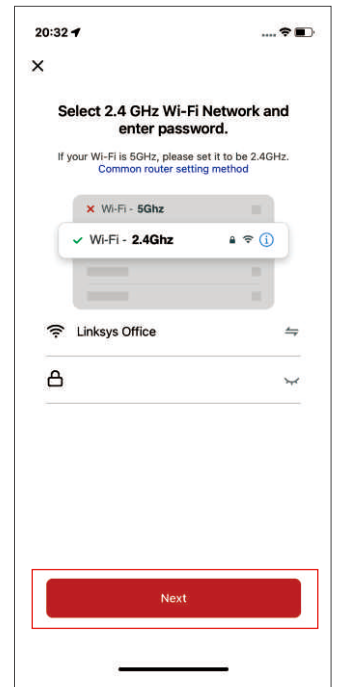 20:32
Select 2.4 GHz Wi-Fi Network and
enter password.
If your Wi-Fi is 5GHz, please set it to be 2.4GHz.
Common router setting method
Wi-Fi - 5Ghz
Wi-Fi - 2.4Ghz
Linksys Office
Next